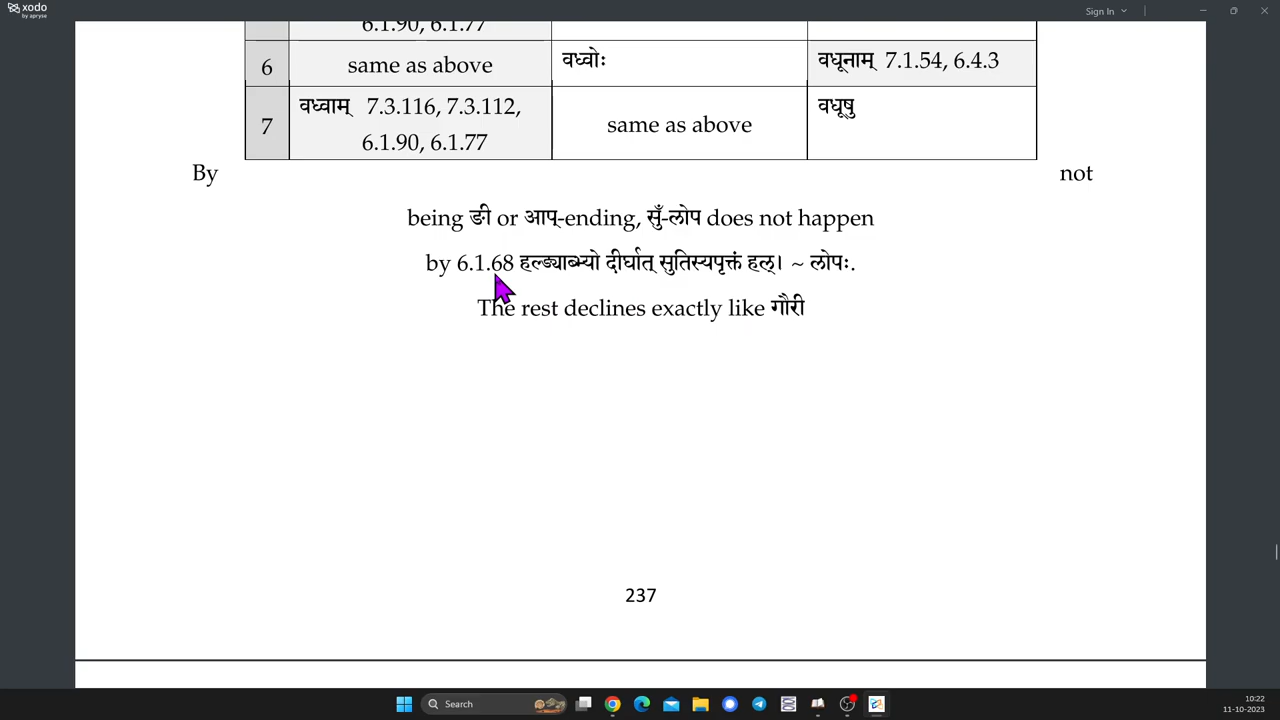 xodo
by apryse
Sign In
6.1.90, 6.1.77
6 same as above वध्वोः वधूनाम् 7.1.54, 6.4.3
7 वध्वाम् 7.3.116, 7.3.112, same as above वधूषु
6.1.90, 6.1.77
By not
being ङी or आप्-ending, सुँ-लोप does not happen
by 6.1.68 हल्ङ्याब्भ्यो दीर्घात् सुतिस्यपृक्तं हल्। ~ लोपः.
The rest declines exactly like गौरी
237
Search
10:22
11-10-2023